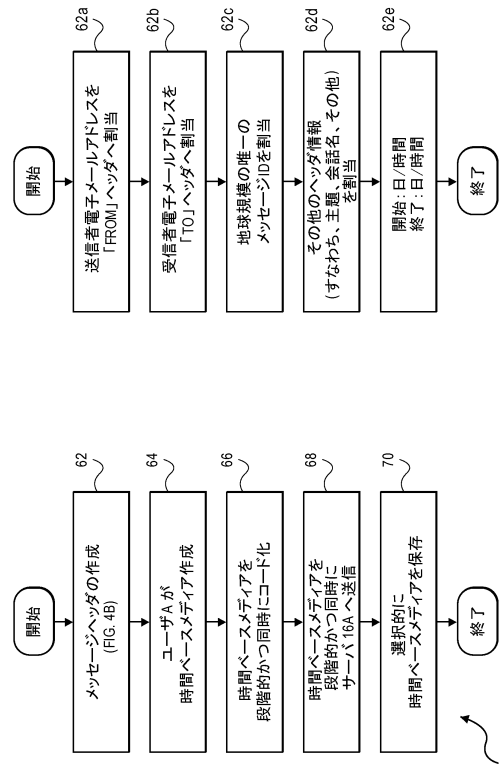 開始
メッセージヘッダの作成
(FIG. 4B)
62
ユーザAが
時間ベースメディア作成
64
時間ベースメディアを
段階的かつ同時にコード化
66
時間ベースメディアを
段階的かつ同時に
サーバ 16A へ送信
68
選択的に
時間ベースメディアを保存
70
終了
開始
送信者電子メールアドレスを
「FROM」ヘッダへ割当
62a
受信者電子メールアドレスを
「TO」ヘッダへ割当
62b
地球規模の唯一の
メッセージIDを割当
62c
その他のヘッダ情報
(すなわち、主題、会話名、その他)
を割当
62d
開始：日/時間
終了：日/時間
62e
終了